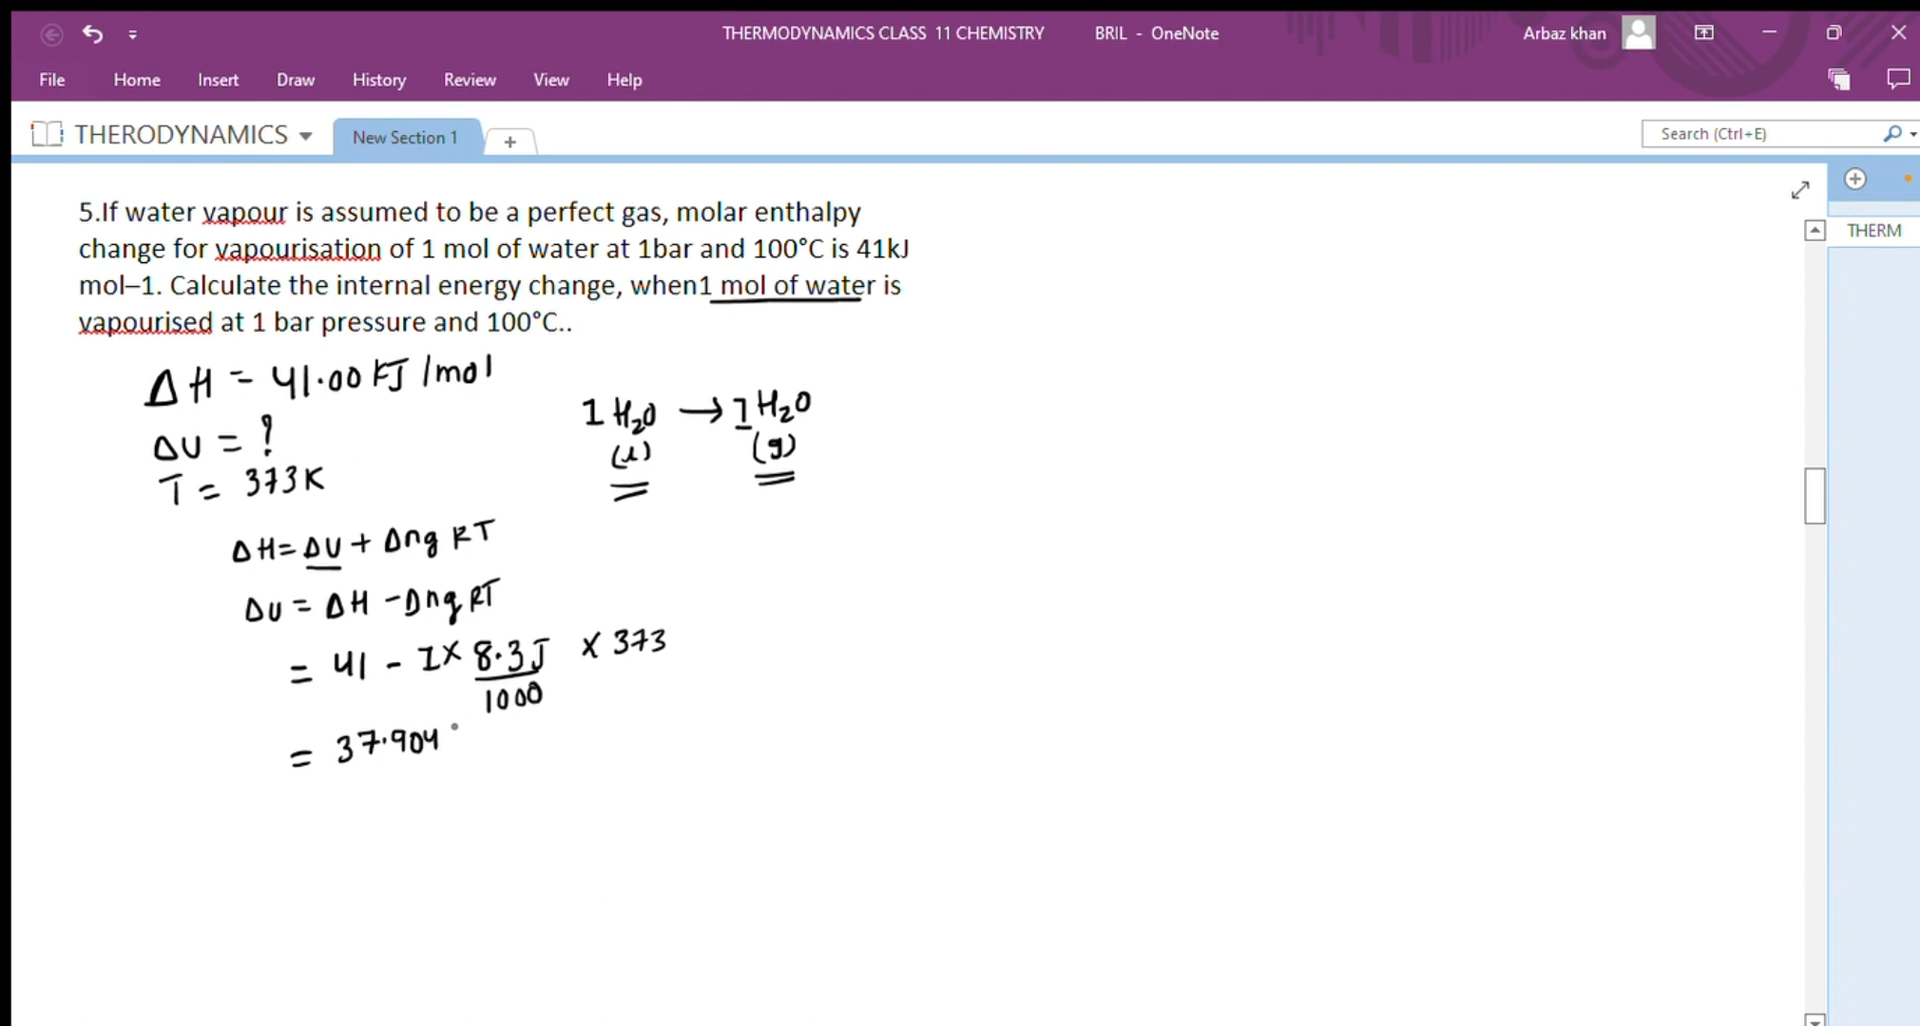 THERMODYNAMICS CLASS 11 CHEMISTRY BRIL - OneNote
Arbaz khan
File Home Insert Draw History Review View Help
THERODYNAMICS New Section 1 +
Search (Ctrl+E)
THERM
5.If water vapour is assumed to be a perfect gas, molar enthalpy
change for vapourisation of 1 mol of water at 1bar and 100°C is 41kJ
mol–1. Calculate the internal energy change, when1 mol of water is
vapourised at 1 bar pressure and 100°C..
ΔH = 41.00 KJ/mol
ΔU = ?
T = 373K
1 H₂O → 1 H₂O
(l) (g)
ΔH = ΔU + Δng RT
ΔU = ΔH - Δng RT
= 41 - 1 × 8.3J × 373
1000
= 37.904